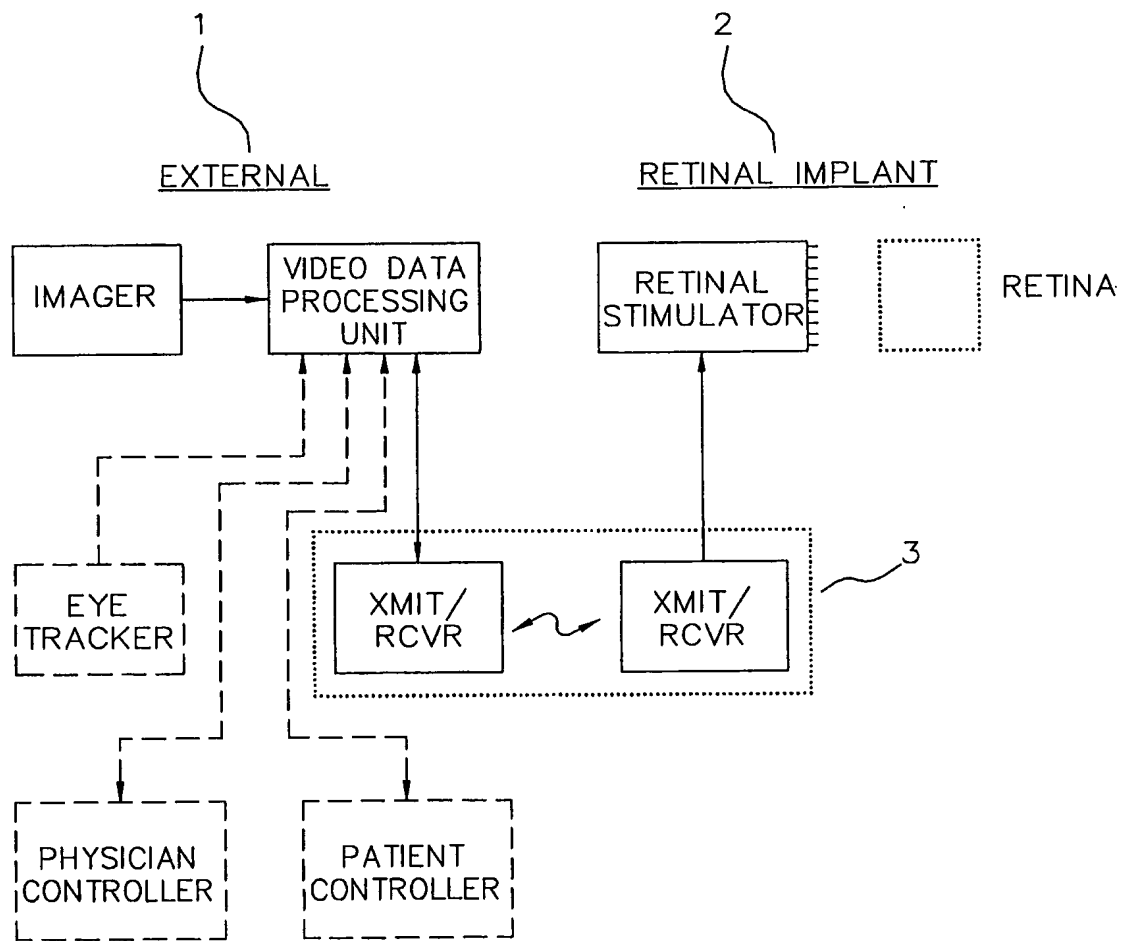 1
2
EXTERNAL
RETINAL IMPLANT
IMAGER
VIDEO DATA
PROCESSING
UNIT
RETINAL
STIMULATOR
RETINA
3
EYE
TRACKER
XMIT/
RCVR
XMIT/
RCVR
PHYSICIAN
CONTROLLER
PATIENT
CONTROLLER